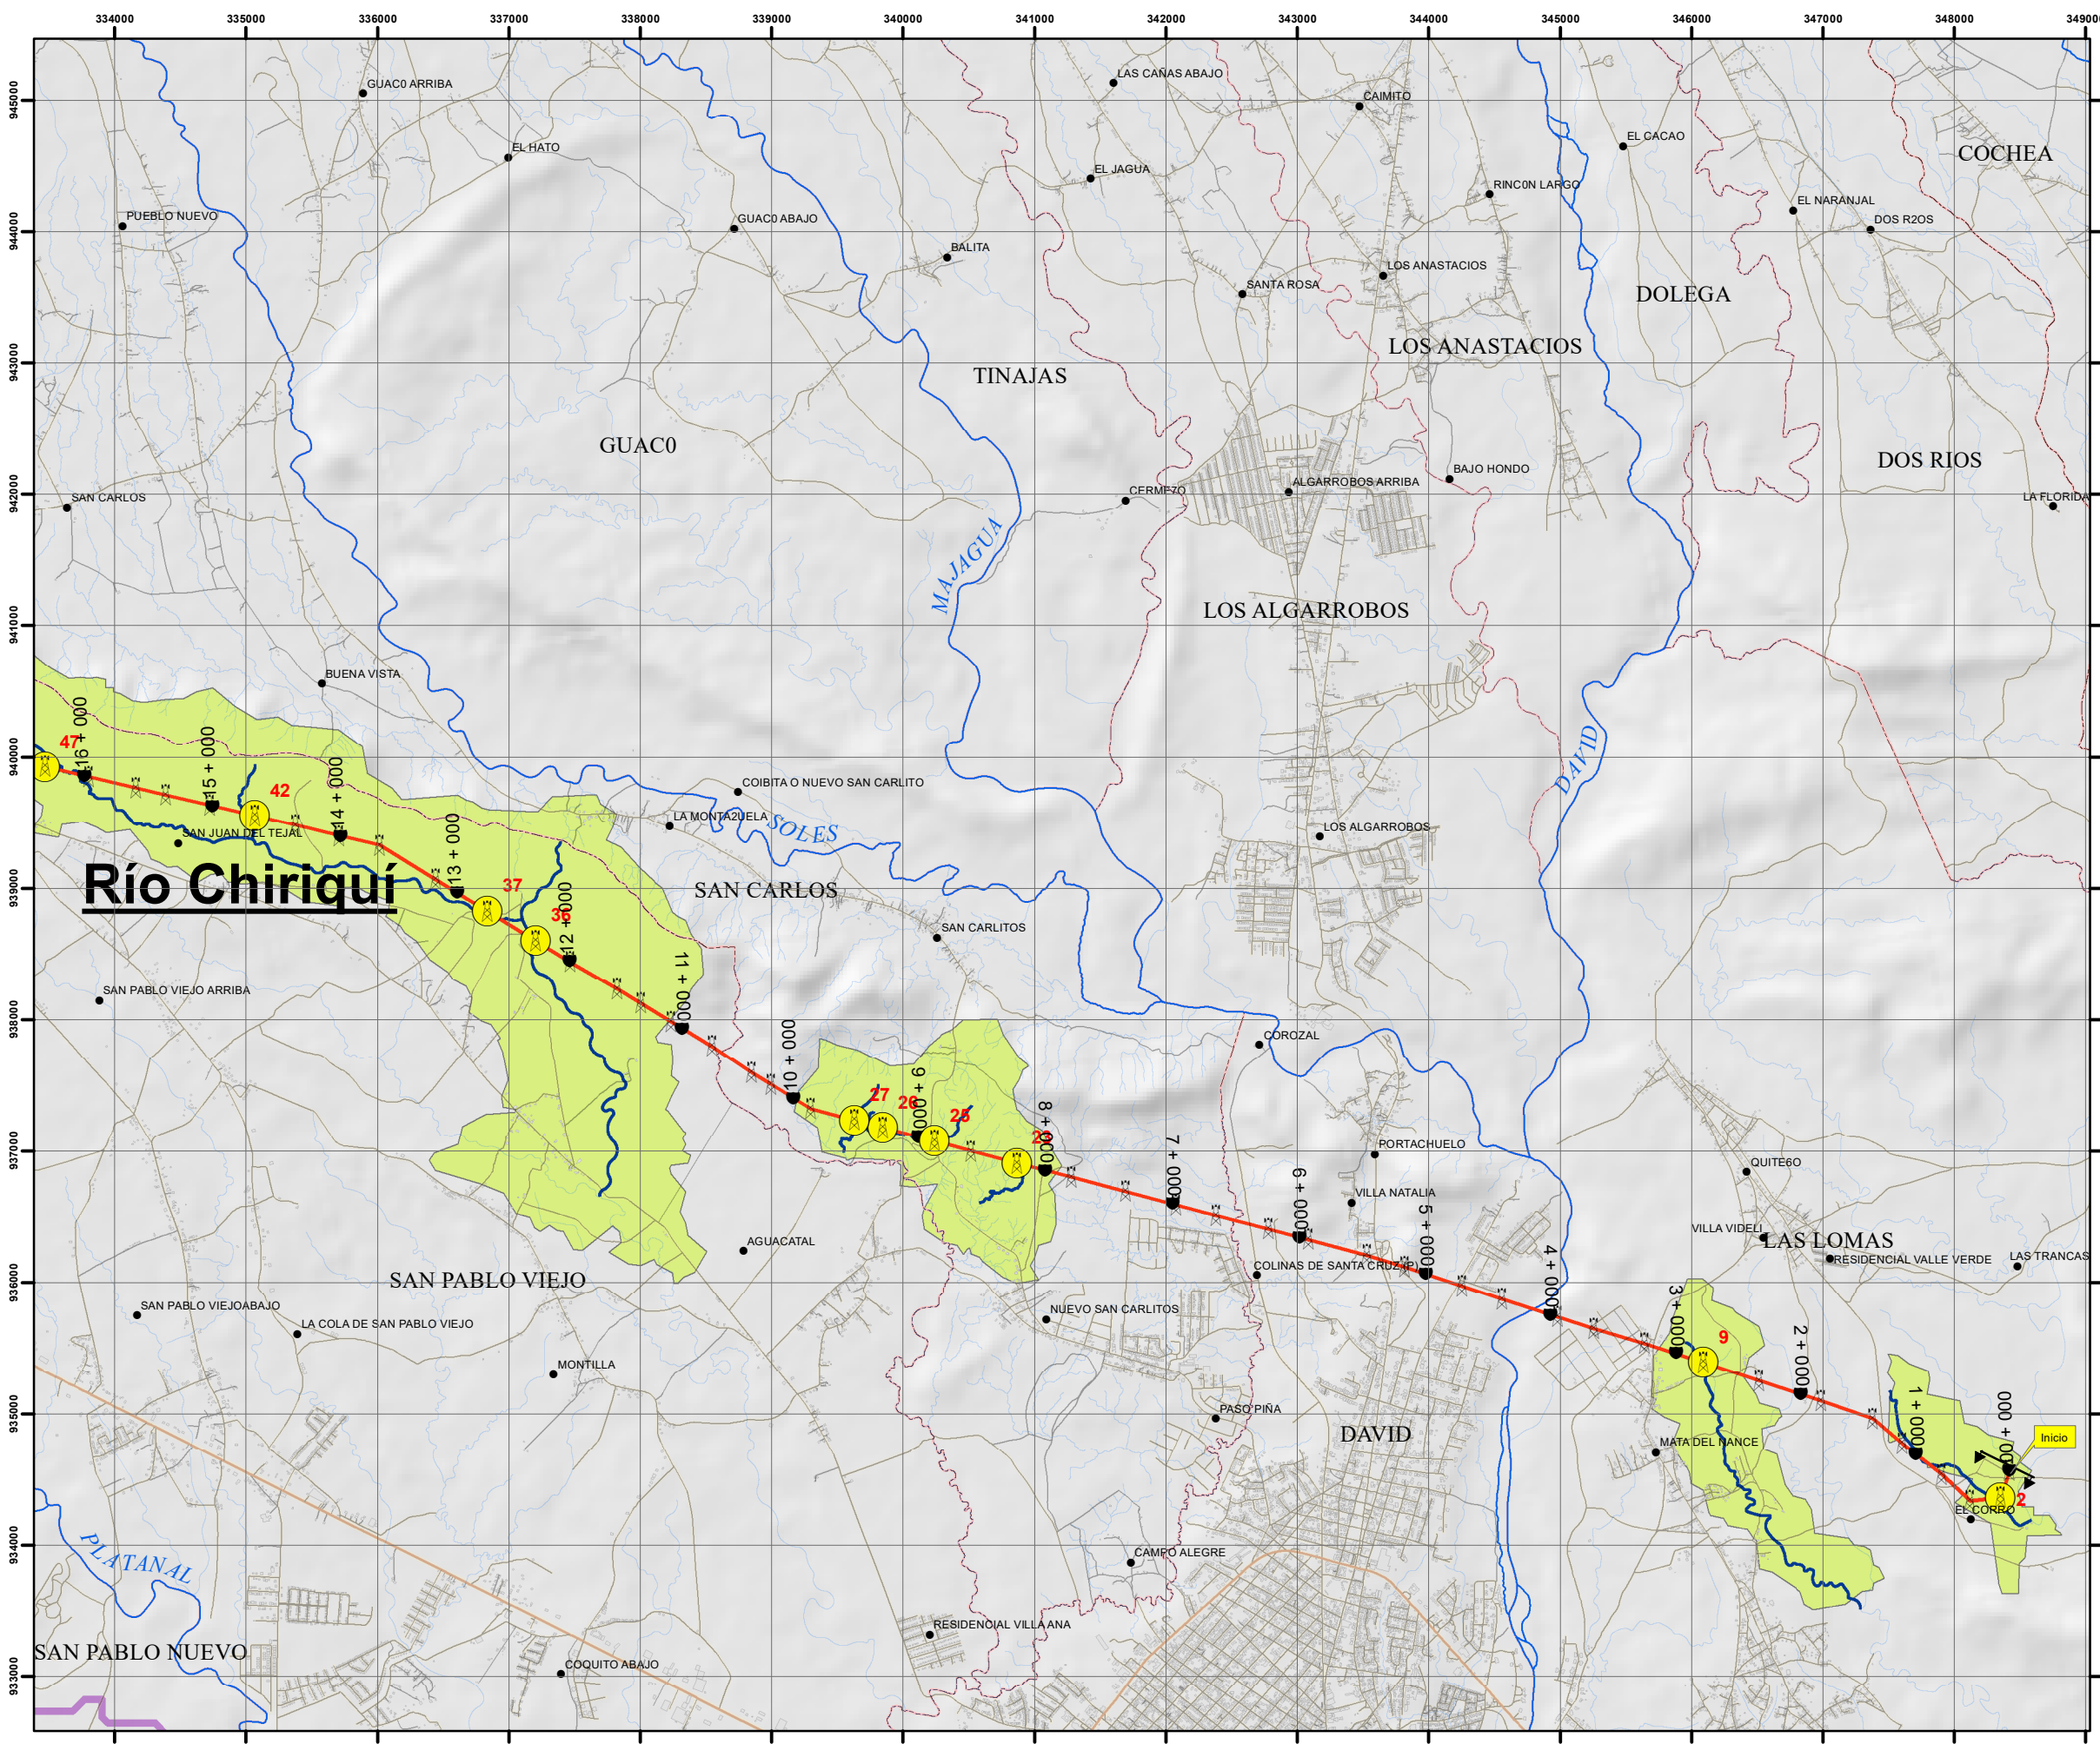 334000 335000 336000 337000 338000 339000 340000 341000 342000 343000 344000 345000 346000 347000 348000
945000
944000
943000
942000
941000
940000
939000
938000
937000
936000
935000
934000
933000
GUAC0 ARRIBA
LAS CAÑAS ABAJO
CAIMITO
EL HATO
EL CACAO
COCHEA
EL JAGUA
RINC0N LARGO
EL NARANJAL
PUEBLO NUEVO
GUAC0 ABAJO
DOS R2OS
BALITA
LOS ANASTACIOS
SANTA ROSA
DOLEGA
LOS ANASTACIOS
TINAJAS
GUAC0
DOS RIOS
BAJO HONDO
ALGARROBOS ARRIBA
CERME7O
SAN CARLOS
LA FLORIDA
MAJAGUA
LOS ALGARROBOS
BUENA VISTA
DAVID
47
16 + 000
15 + 000
42
14 + 000
COIBITA O NUEVO SAN CARLITO
LA MONTA2UELA
SOLES
LOS ALGARROBOS
SAN JUAN DEL TEJAL
Río Chiriquí
13 + 000
37
36
12 + 000
SAN CARLOS
SAN CARLITOS
11 + 000
SAN PABLO VIEJO ARRIBA
10 + 000
COROZAL
27
26
9 + 000
25
8 + 000
7 + 000
PORTACHUELO
QUITE6O
6 + 000
VILLA NATALIA
5 + 000
VILLA VIDELI
LAS LOMAS
RESIDENCIAL VALLE VERDE
LAS TRANCAS
AGUACATAL
COLINAS DE SANTA CRUZ (P)
4 + 000
SAN PABLO VIEJO
SAN PABLO VIEJOABAJO
LA COLA DE SAN PABLO VIEJO
NUEVO SAN CARLITOS
3 + 000
9
2 + 000
MONTILLA
1 + 000
0 + 000
PASO PIÑA
DAVID
MATA DEL NANCE
Inicio
2
EL CORRO
PLATANAL
CAMPO ALEGRE
RESIDENCIAL VILLA ANA
SAN PABLO NUEVO
COQUITO ABAJO